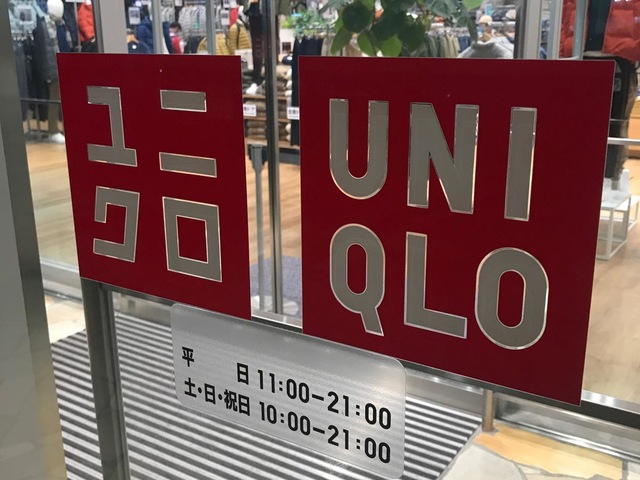 ユニ
クロ
UNI
QLO
平　　日 11:00−21:00
土・日・祝日 10:00−21:00